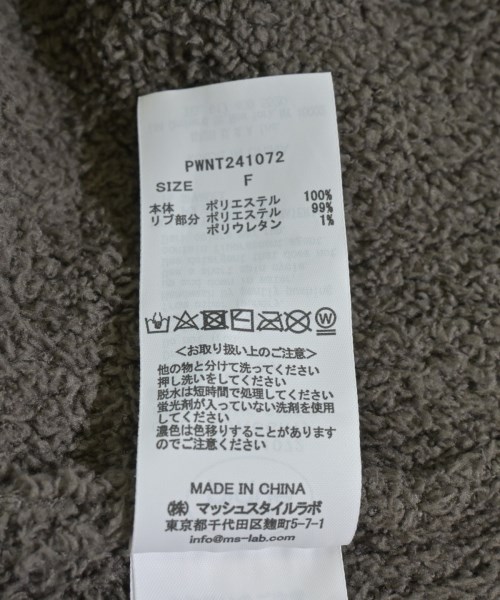 PWNT241072
SIZE F
本体 ポリエステル 100%
リブ部分 ポリエステル 99%
ポリウレタン 1%
<お取り扱い上のご注意>
他の物と分けて洗ってください
押し洗いをしてください
脱水は短時間で処理してください
蛍光剤が入っていない洗剤を使用
してください
濃色は色移りすることがあります
のでご注意ください
MADE IN CHINA
(株) マッシュスタイルラボ
東京都千代田区麹町5-7-1
info@ms-lab.com